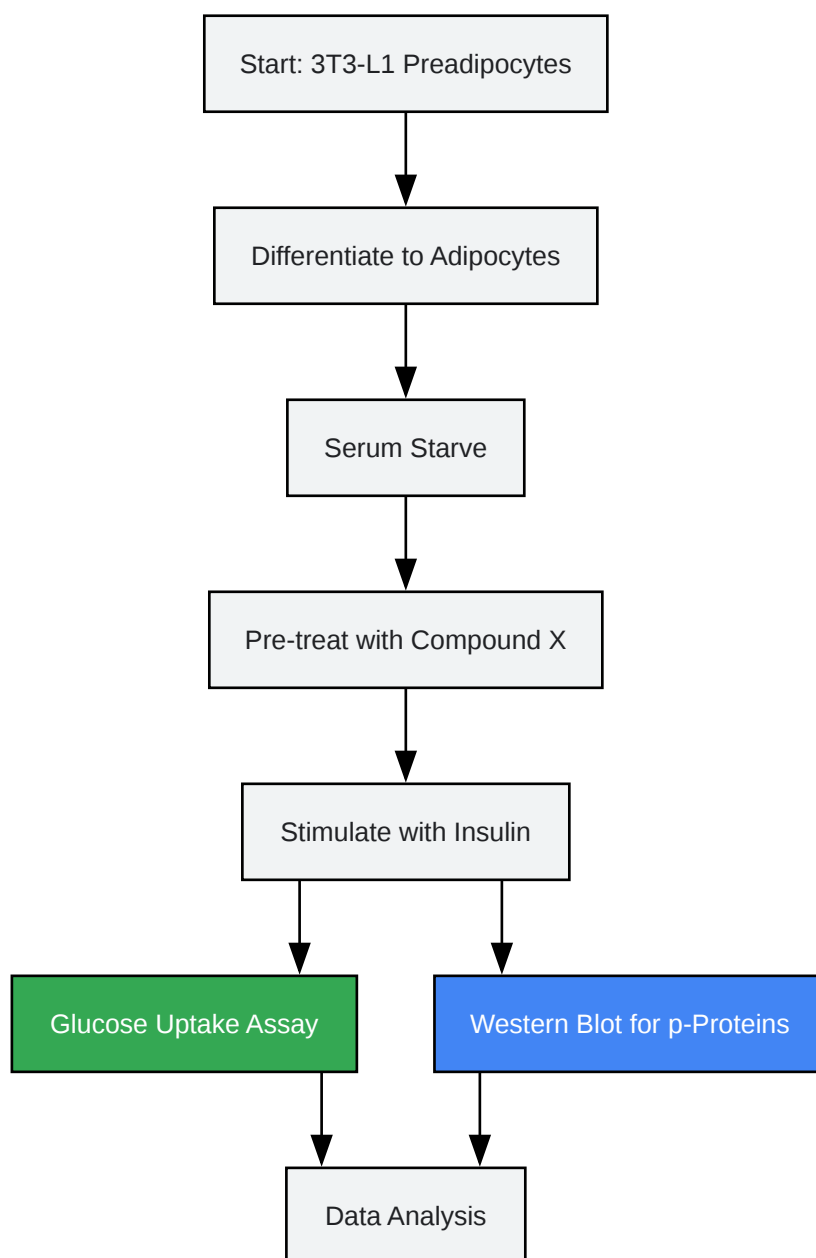 Start: 3T3-L1 Preadipocytes
Differentiate to Adipocytes
Serum Starve
Pre-treat with Compound X
Stimulate with Insulin
Glucose Uptake Assay
Western Blot for p-Proteins
Data Analysis